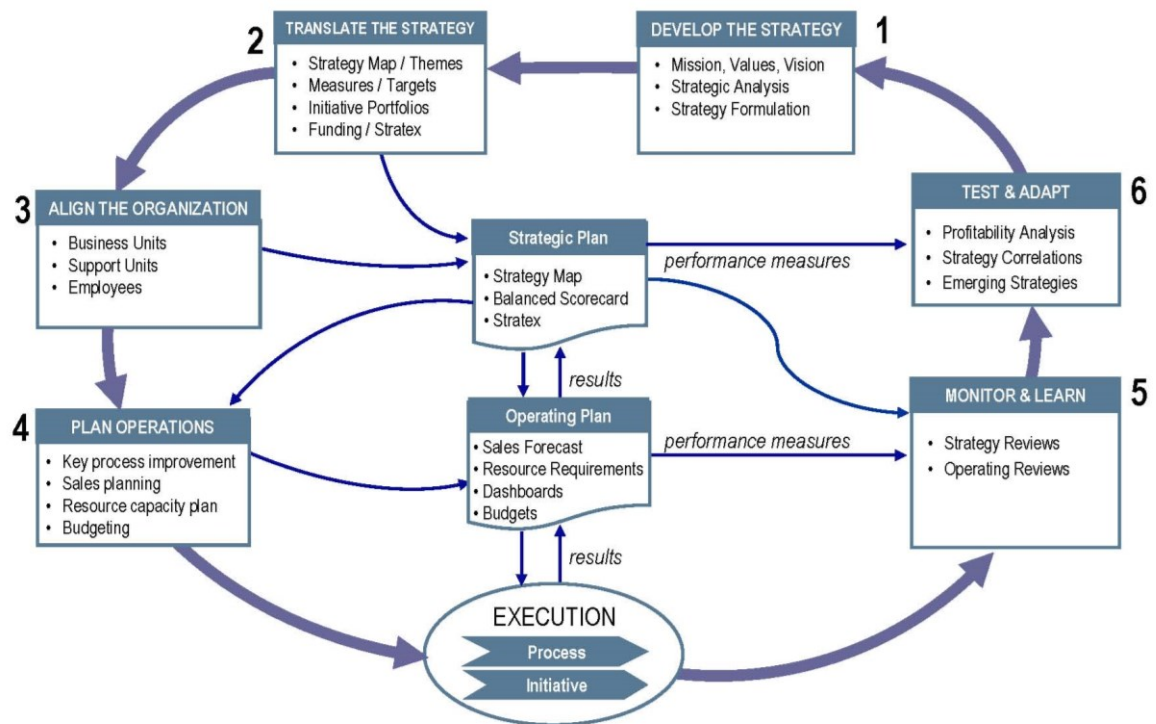 2
TRANSLATE THE STRATEGY
• Strategy Map / Themes
• Measures / Targets
• Initiative Portfolios
• Funding / Stratex
DEVELOP THE STRATEGY
1
• Mission, Values, Vision
• Strategic Analysis
• Strategy Formulation
3
ALIGN THE ORGANIZATION
• Business Units
• Support Units
• Employees
Strategic Plan
• Strategy Map
• Balanced Scorecard
• Stratex
performance measures
TEST & ADAPT
6
• Profitability Analysis
• Strategy Correlations
• Emerging Strategies
results
4
PLAN OPERATIONS
• Key process improvement
• Sales planning
• Resource capacity plan
• Budgeting
Operating Plan
• Sales Forecast
• Resource Requirements
• Dashboards
• Budgets
performance measures
MONITOR & LEARN
5
• Strategy Reviews
• Operating Reviews
results
EXECUTION
Process
Initiative